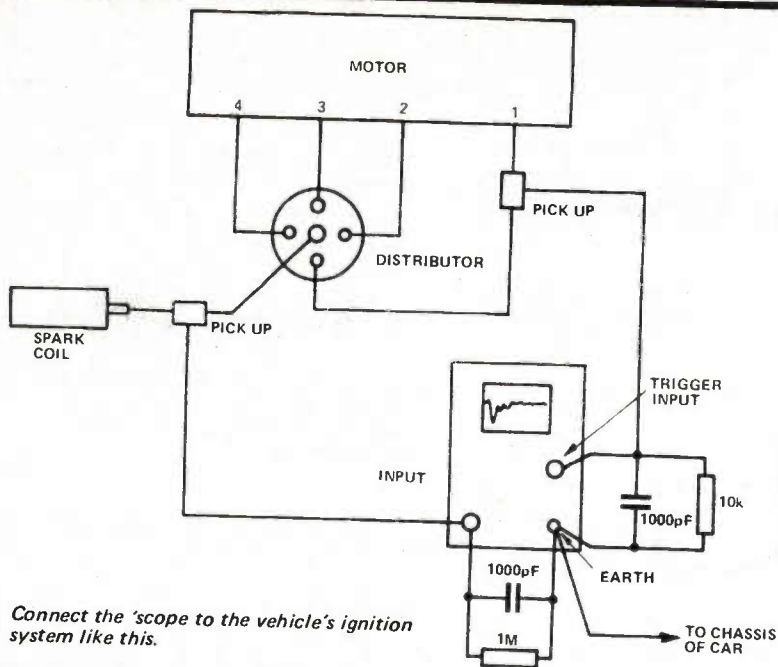 MOTOR
4
3
2
1
PICK UP
DISTRIBUTOR
SPARK
COIL
PICK UP
TRIGGER
INPUT
INPUT
1000pF
10k
EARTH
1000pF
1M
TO CHASSIS
OF CAR
Connect the 'scope to the vehicle's ignition
system like this.